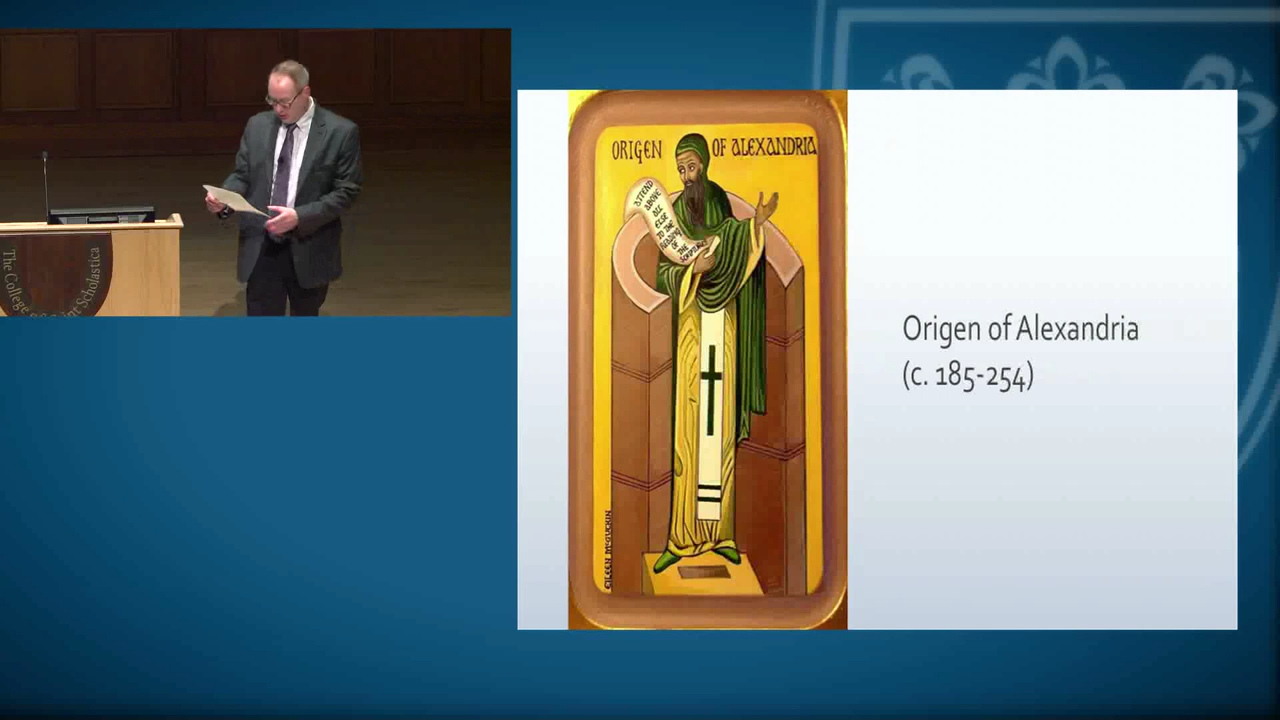 The College of Saint Scholastica
ORIGEN OF ALEXANDRIA
ATTEND
ABOVE
ALL
ELSE
TO THE
READING
OF THE
SCRIPTURES
EILEEN McGUCKIN
Origen of Alexandria
(c. 185-254)